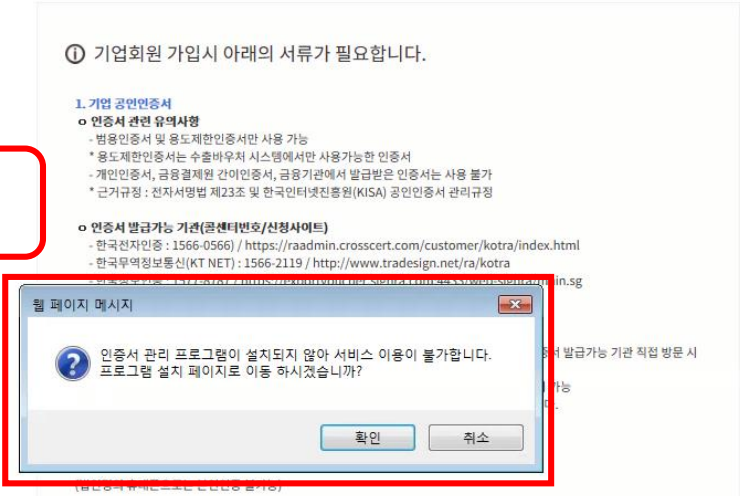 기업회원 가입시 아래의 서류가 필요합니다.
1. 기업 공인인증서
ㅇ 인증서 관련 유의사항
- 범용인증서 및 용도제한인증서만 사용 가능
* 용도제한인증서는 수출바우처 시스템에서만 사용가능한 인증서
- 개인인증서, 금융결제원 간이인증서, 금융기관에서 발급받은 인증서는 사용 불가
* 근거규정 : 전자서명법 제23조 및 한국인터넷진흥원(KISA) 공인인증서 관리규정
ㅇ 인증서 발급가능 기관(콜센터번호/신청사이트)
- 한국전자인증 : 1566-0566) / https://raadmin.crosscert.com/customer/kotra/index.html
- 한국무역정보통신(KT NET) : 1566-2119 / http://www.tradesign.net/ra/kotra
웹 페이지 메시지
인증서 관리 프로그램이 설치되지 않아 서비스 이용이 불가합니다.
프로그램 설치 페이지로 이동 하시겠습니까?
발급가능 기관 직접 방문 시
가능
확인
취소